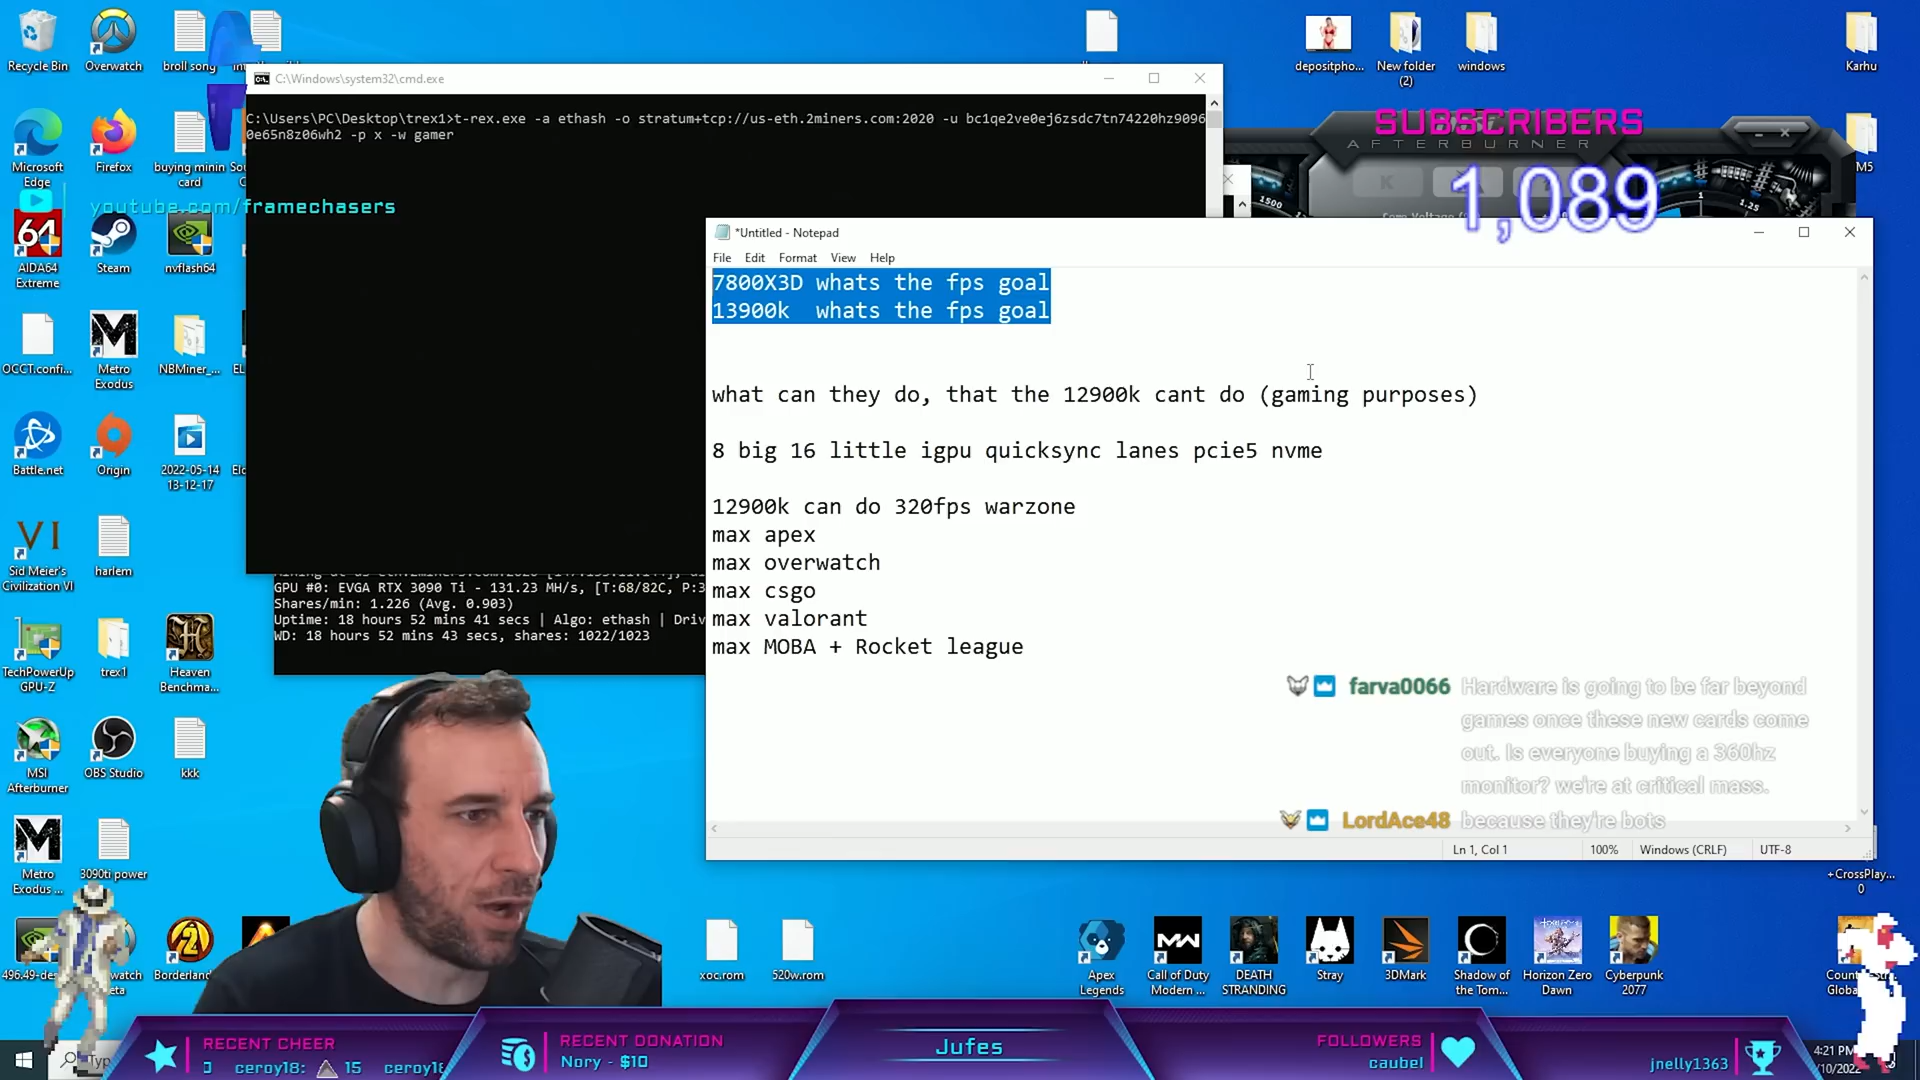 Recycle Bin
Overwatch
broll song
depositpho...
New folder
(2)
windows
Karhu
C:\Windows\system32\cmd.exe
C:\Users\PC\Desktop\trex1>t-rex.exe -a ethash -o stratum+tcp://us-eth.2miners.com:2020 -u bc1qe2ve0ej6zsdc7tn74220hz9096
0e65n8z06wh2 -p x -w gamer
SUBSCRIBERS
AFTERBURNER
1,089
1500
1
1.25
Microsoft
Edge
Firefox
buying minin
card
M5
youtube.com/framechasers
AIDA64
Extreme
Steam
nvflash64
*Untitled - Notepad
File
Edit
Format
View
Help
7800X3D whats the fps goal
13900k  whats the fps goal
what can they do, that the 12900k cant do (gaming purposes)
8 big 16 little igpu quicksync lanes pcie5 nvme
12900k can do 320fps warzone
max apex
max overwatch
max csgo
max valorant
max MOBA + Rocket league
Ln 1, Col 1
100%
Windows (CRLF)
UTF-8
OCCT.confi...
Metro
Exodus
NBMiner_...
Battle.net
Origin
2022-05-14
13-12-17
Sid Meier's
Civilization VI
harlem
GPU #0: EVGA RTX 3090 Ti - 131.23 MH/s, [T:68/82C, P:3
Shares/min: 1.226 (Avg. 0.903)
Uptime: 18 hours 52 mins 41 secs | Algo: ethash | Driv
WD: 18 hours 52 mins 43 secs, shares: 1022/1023
TechPowerUp
GPU-Z
trex1
Heaven
Benchma...
farva0066 Hardware is going to be far beyond
games once these new cards come
out. Is everyone buying a 360hz
monitor? we're at critical mass.
LordAce48 because they're bots
MSI
Afterburner
OBS Studio
kkk
Metro
Exodus ...
3090ti power
+CrossPlay...
0
Borderland
xoc.rom
520w.rom
Apex
Legends
Call of Duty
Modern ...
DEATH
STRANDING
Stray
3DMark
Shadow of
the Tom...
Horizon Zero
Dawn
Cyberpunk
2077
RECENT CHEER
ceroy18: 15
RECENT DONATION
Nory - $10
Jufes
FOLLOWERS
caubel
jnelly1363
4:21 PM